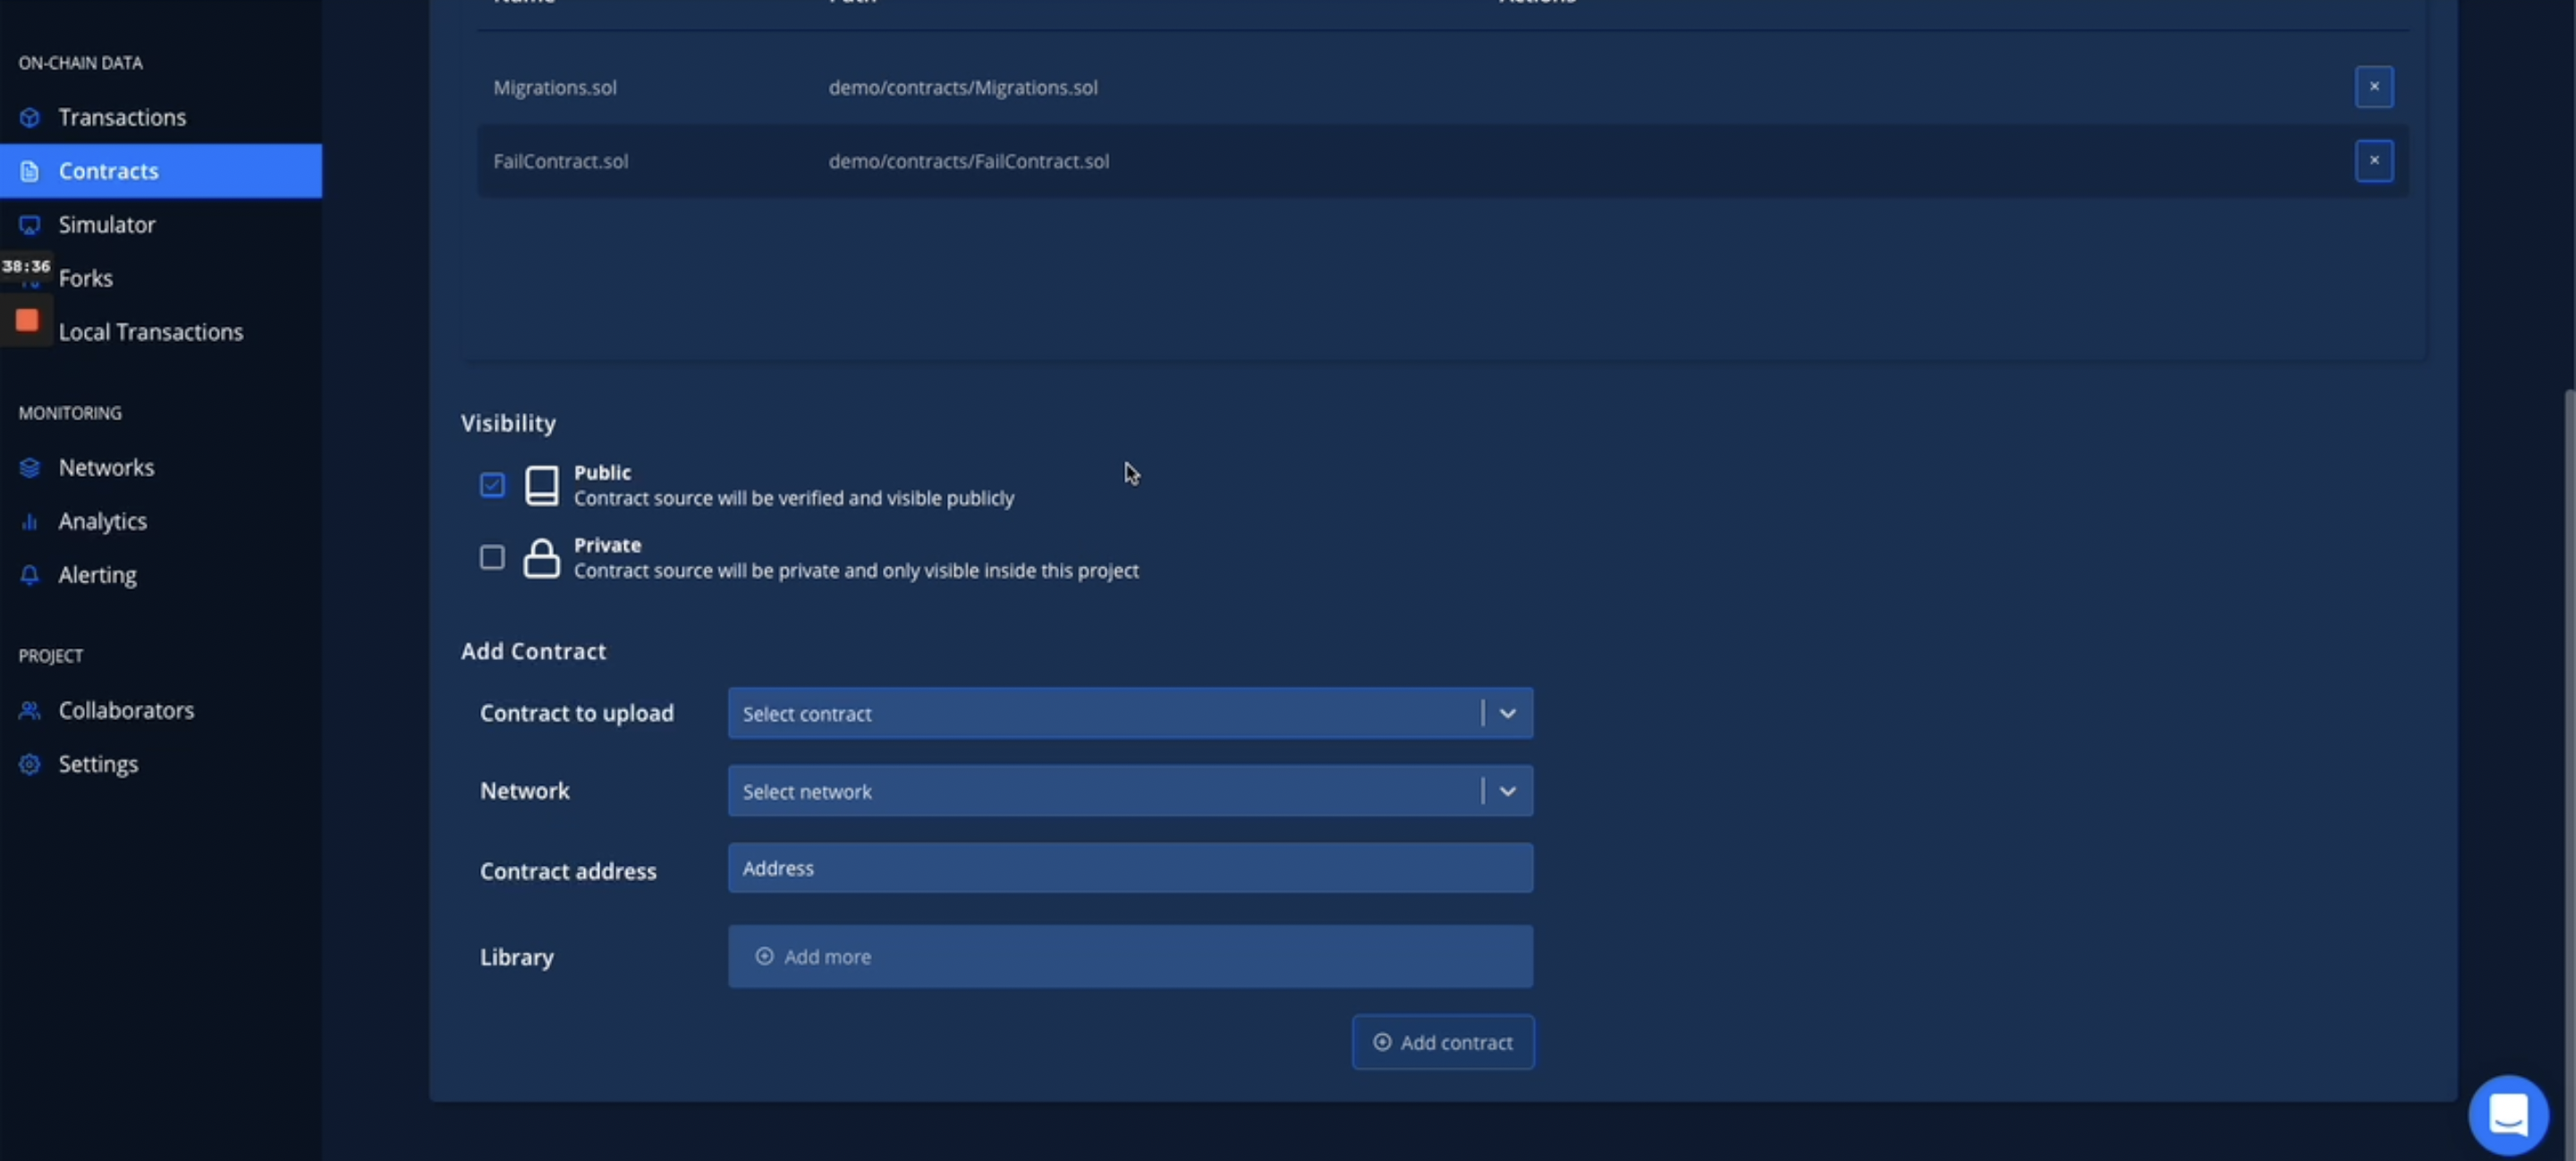 Name Path Actions
ON-CHAIN DATA
Transactions
Contracts
Simulator
38:36
Forks
Local Transactions
MONITORING
Networks
Analytics
Alerting
PROJECT
Collaborators
Settings
Migrations.sol demo/contracts/Migrations.sol ×
FailContract.sol demo/contracts/FailContract.sol ×
Visibility
Public
Contract source will be verified and visible publicly
Private
Contract source will be private and only visible inside this project
Add Contract
Contract to upload Select contract
Network Select network
Contract address Address
Library Add more
Add contract